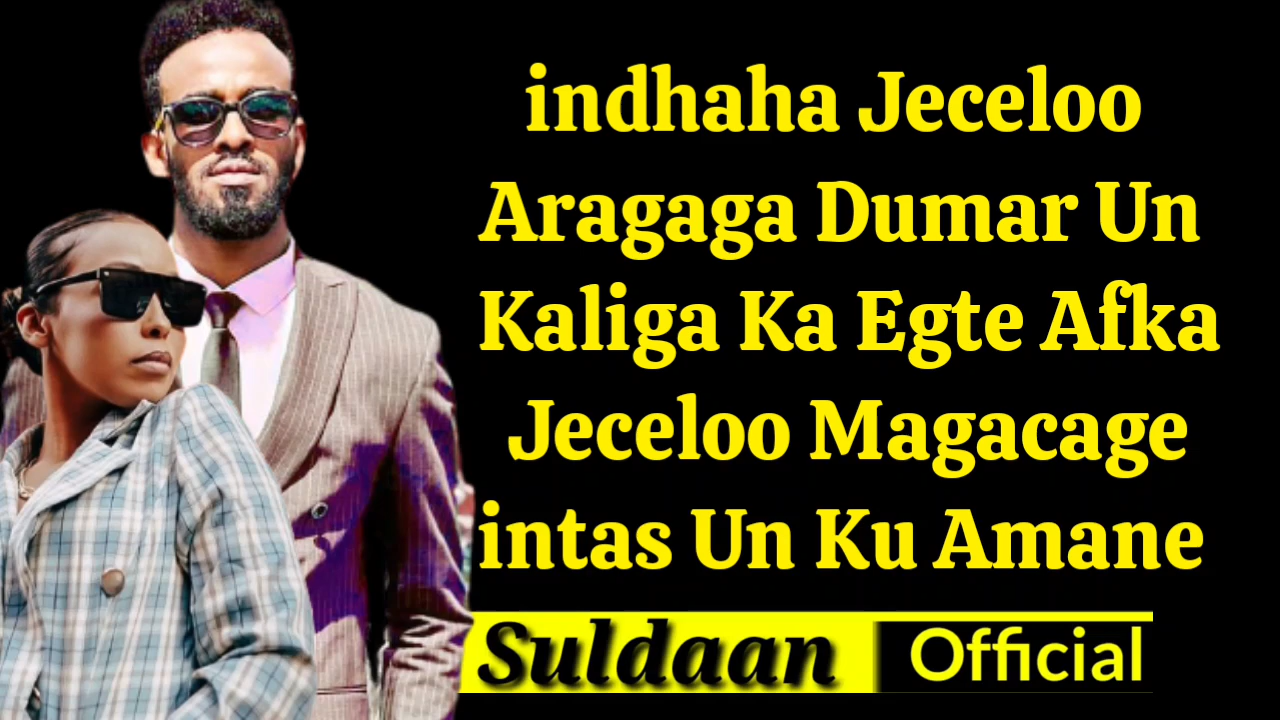 indhaha Jeceloo
Aragaga Dumar Un
Kaliga Ka Egte Afka
Jeceloo Magacage
intas Un Ku Amane
Suldaan Official